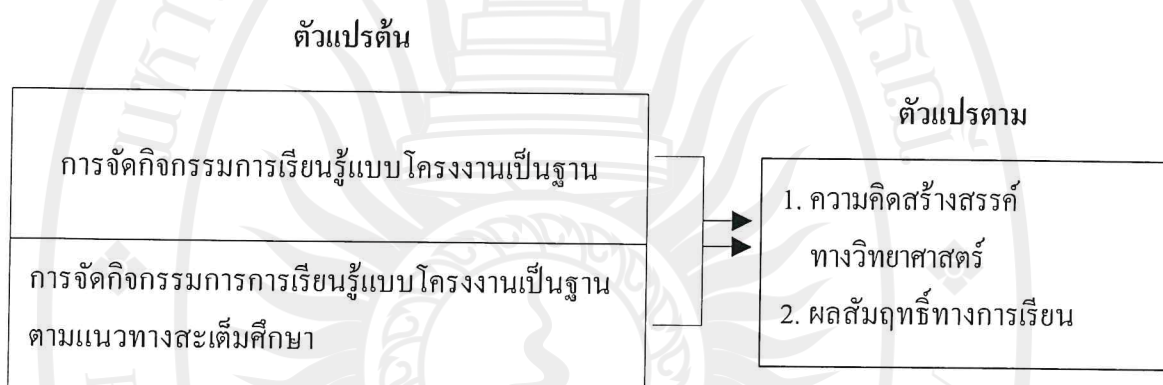 ตัวแปรต้น
การจัดกิจกรรมการเรียนรู้แบบโครงงานเป็นฐาน
การจัดกิจกรรมการการเรียนรู้แบบโครงงานเป็นฐาน
ตามแนวทางสะเต็มศึกษา
ตัวแปรตาม
1. ความคิดสร้างสรรค์
ทางวิทยาศาสตร์
2. ผลสัมฤทธิ์ทางการเรียน